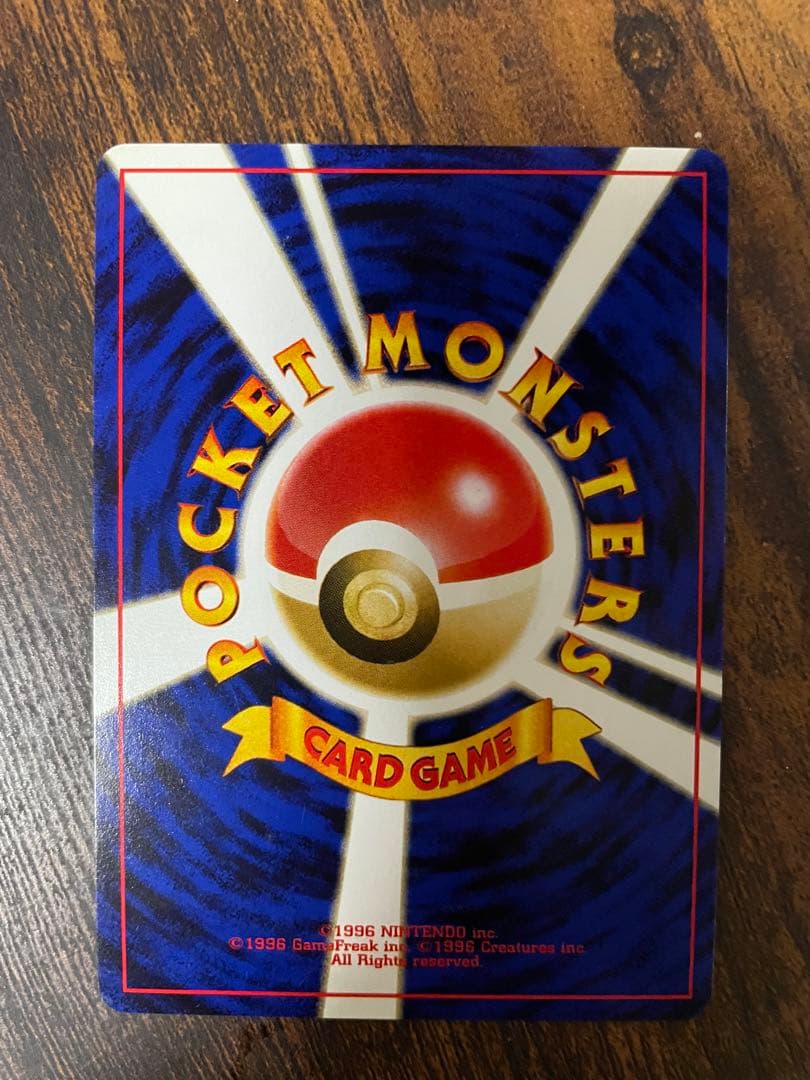 POCKET MONSTERS
CARD GAME
©1996 NINTENDO inc.
©1996 GameFreak inc. ©1996 Creatures inc.
All Rights reserved.